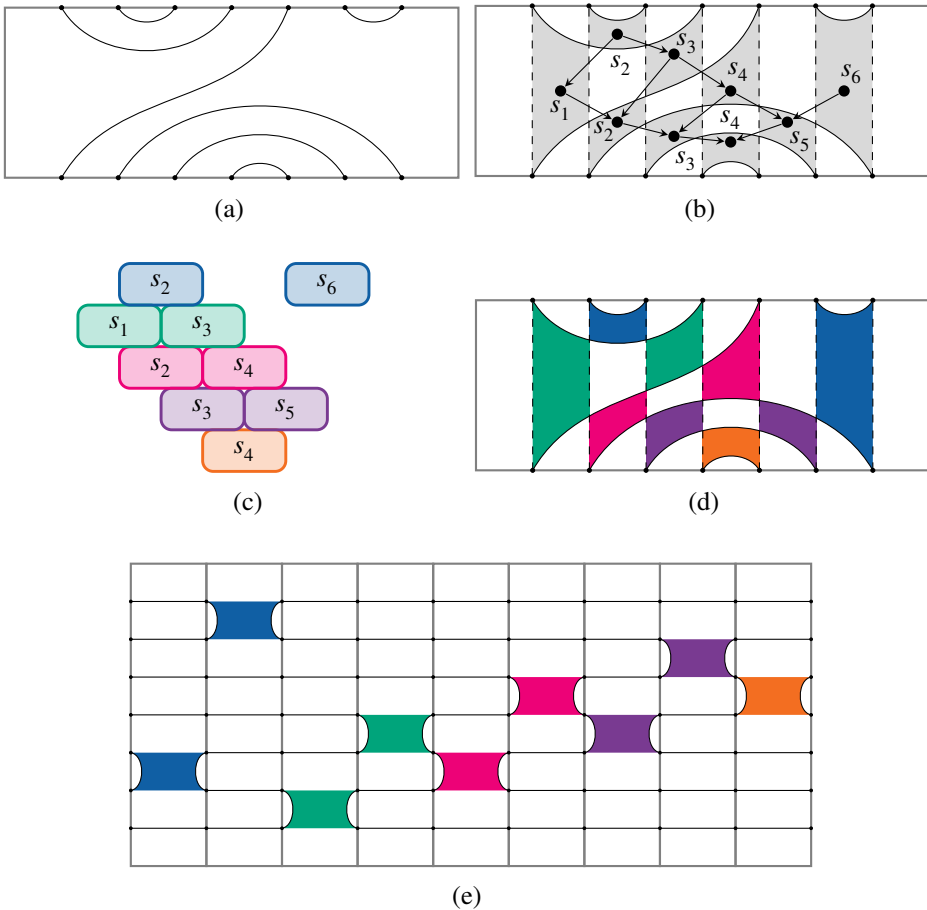 (a)
s₂ s₃ s₁ s₂ s₄ s₄ s₃ s₅ s₆
(b)
s₂ s₆
s₁ s₃
s₂ s₄
s₃ s₅
s₄
(c)
(d)
(e)